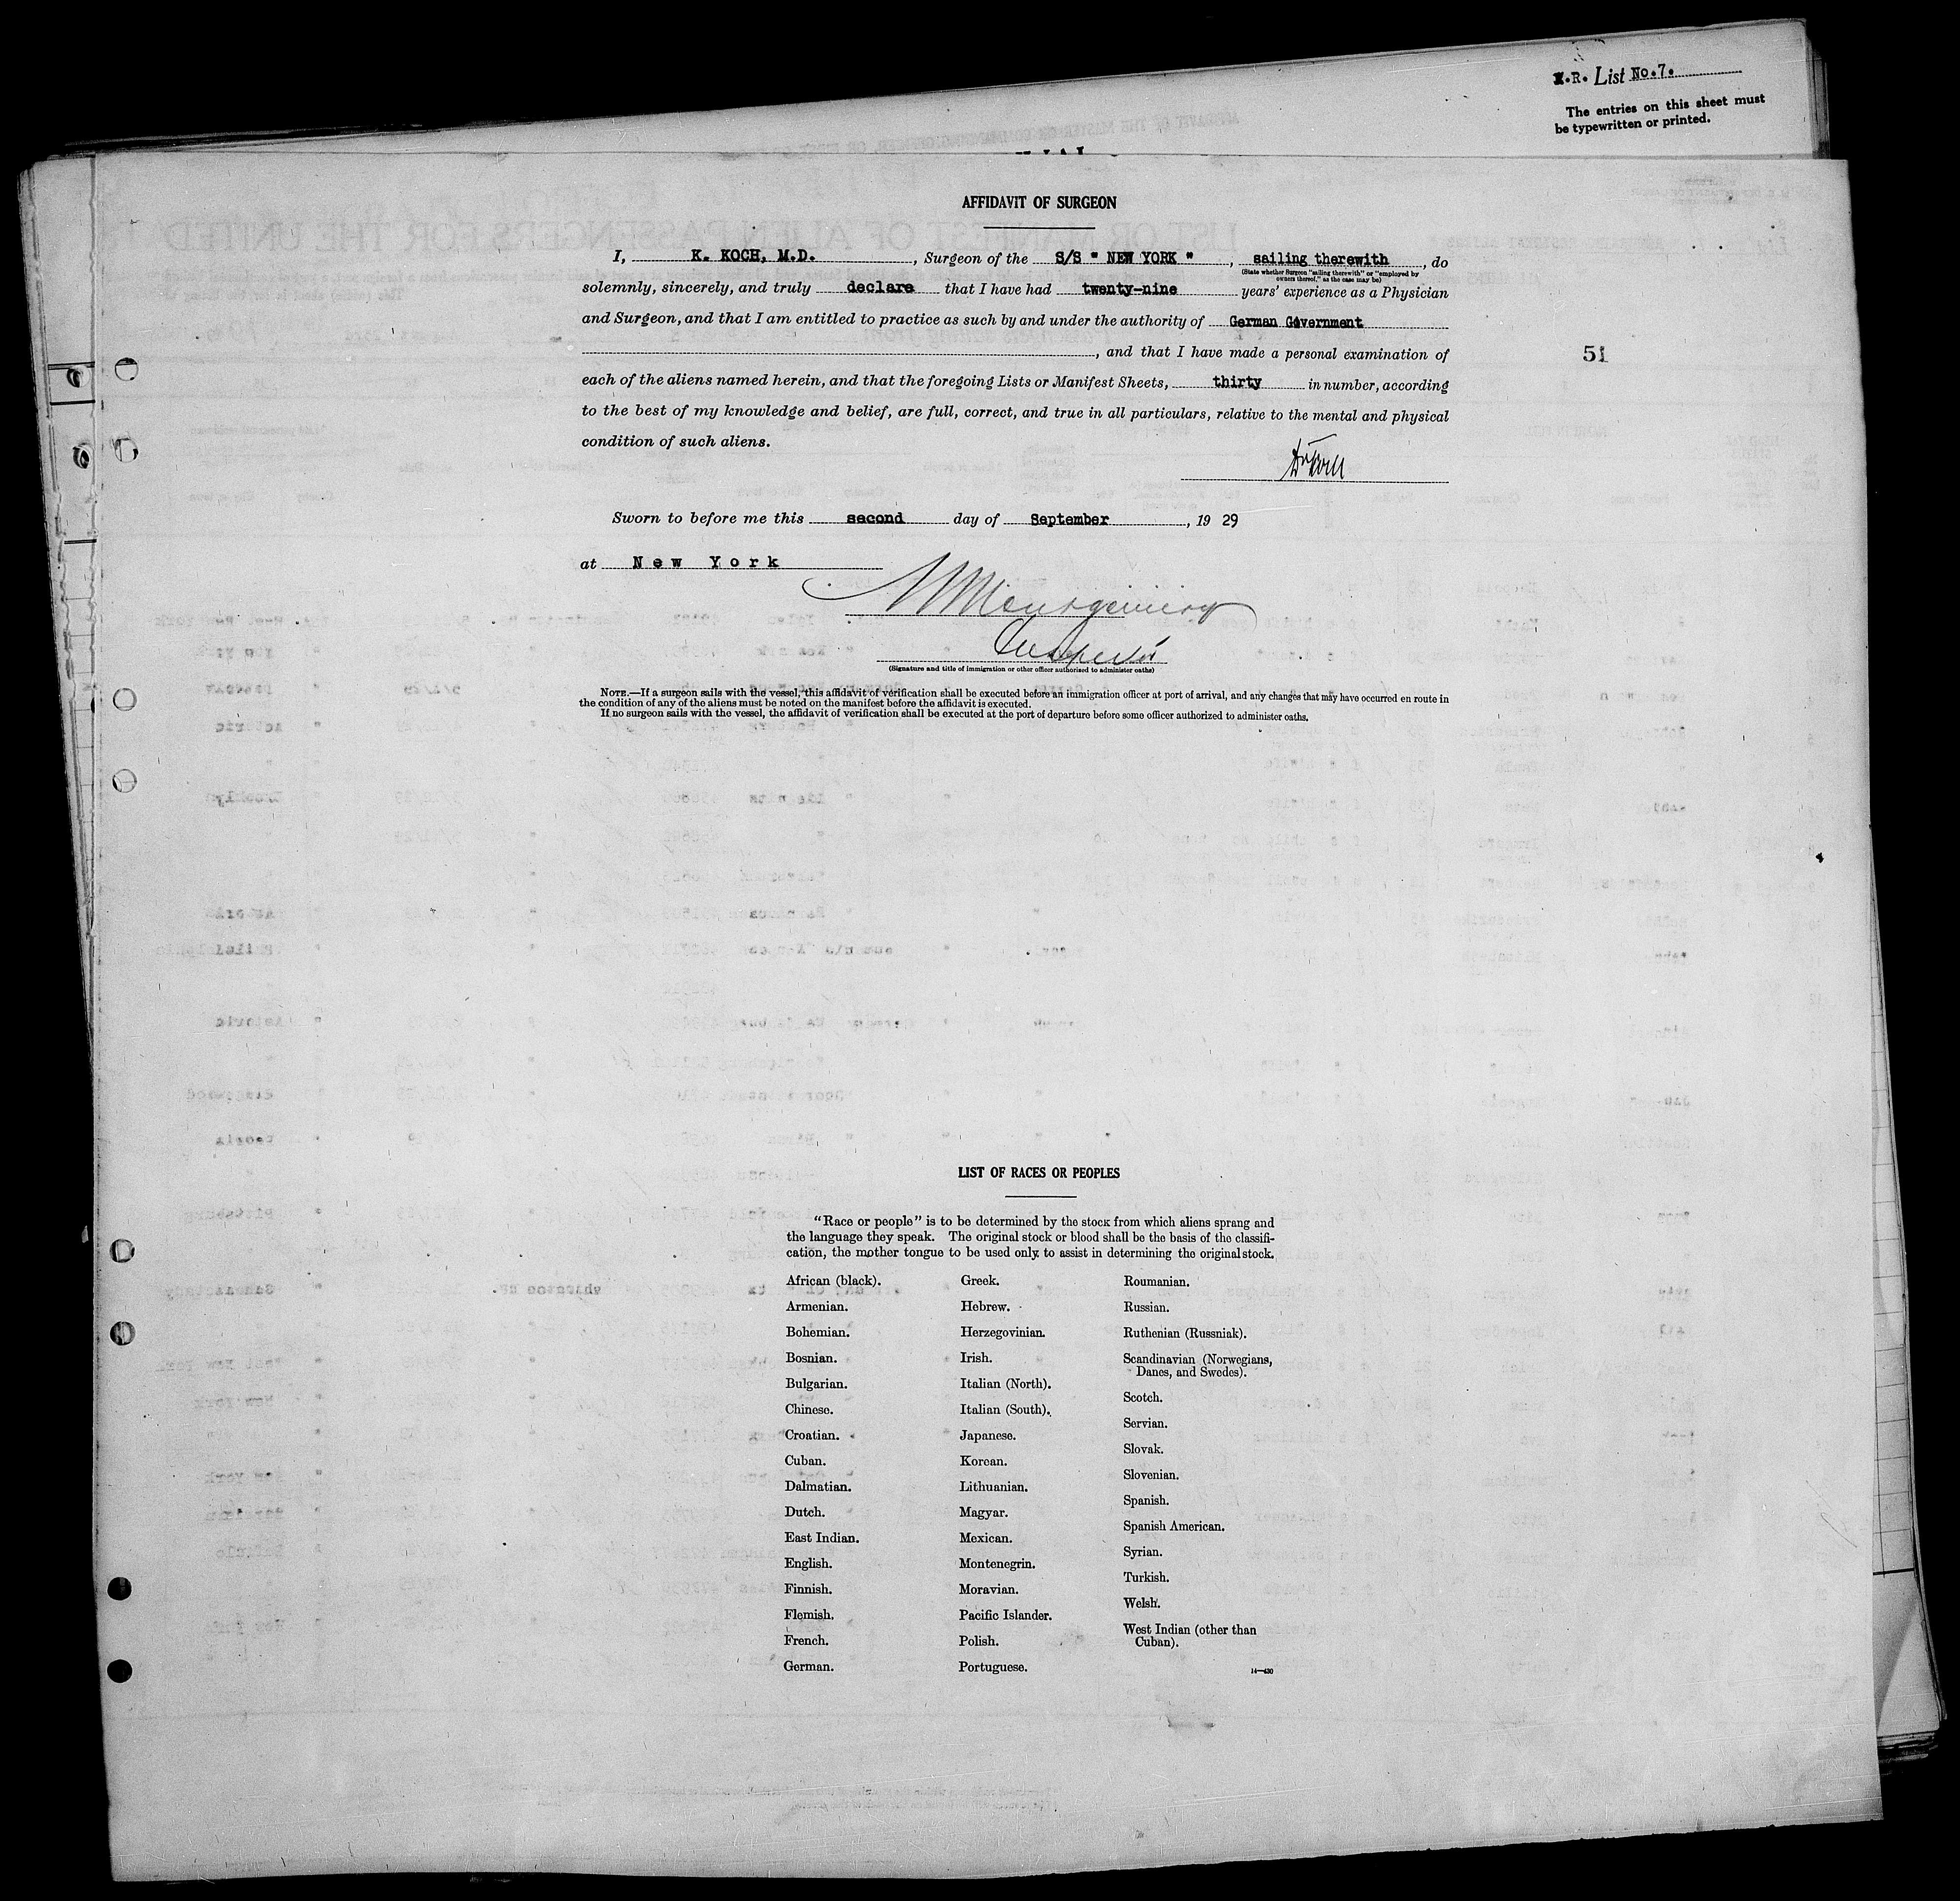 X.R. List No.7.
The entries on this sheet must
be typewritten or printed.
AFFIDAVIT OF SURGEON
I, K. KOCH, M.D. , Surgeon of the S/S " NEW YORK " , sailing therewith , do
(State whether Surgeon "sailing therewith" or "employed by
owners thereof," as the case may be)
solemnly, sincerely, and truly declare that I have had twenty-nine years' experience as a Physician
and Surgeon, and that I am entitled to practice as such by and under the authority of German Government
, and that I have made a personal examination of
51
each of the aliens named herein, and that the foregoing Lists or Manifest Sheets, thirty in number, according
to the best of my knowledge and belief, are full, correct, and true in all particulars, relative to the mental and physical
condition of such aliens.
Sworn to before me this second day of September , 19 29
at New York
Montgomery
Inspector
(Signature and title of immigration or other officer authorized to administer oaths)
NOTE.—If a surgeon sails with the vessel, this affidavit of verification shall be executed before an immigration officer at port of arrival, and any changes that may have occurred en route in
the condition of any of the aliens must be noted on the manifest before the affidavit is executed.
If no surgeon sails with the vessel, the affidavit of verification shall be executed at the port of departure before some officer authorized to administer oaths.
LIST OF RACES OR PEOPLES
"Race or people" is to be determined by the stock from which aliens sprang and
the language they speak. The original stock or blood shall be the basis of the classifi-
cation, the mother tongue to be used only to assist in determining the original stock.
African (black).
Armenian.
Bohemian.
Bosnian.
Bulgarian.
Chinese.
Croatian.
Cuban.
Dalmatian.
Dutch.
East Indian.
English.
Finnish.
Flemish.
French.
German.
Greek.
Hebrew.
Herzegovinian.
Irish.
Italian (North).
Italian (South).
Japanese.
Korean.
Lithuanian.
Magyar.
Mexican.
Montenegrin.
Moravian.
Pacific Islander.
Polish.
Portuguese.
Roumanian.
Russian.
Ruthenian (Russniak).
Scandinavian (Norwegians,
Danes, and Swedes).
Scotch.
Servian.
Slovak.
Slovenian.
Spanish.
Spanish American.
Syrian.
Turkish.
Welsh.
West Indian (other than
Cuban).
14—430